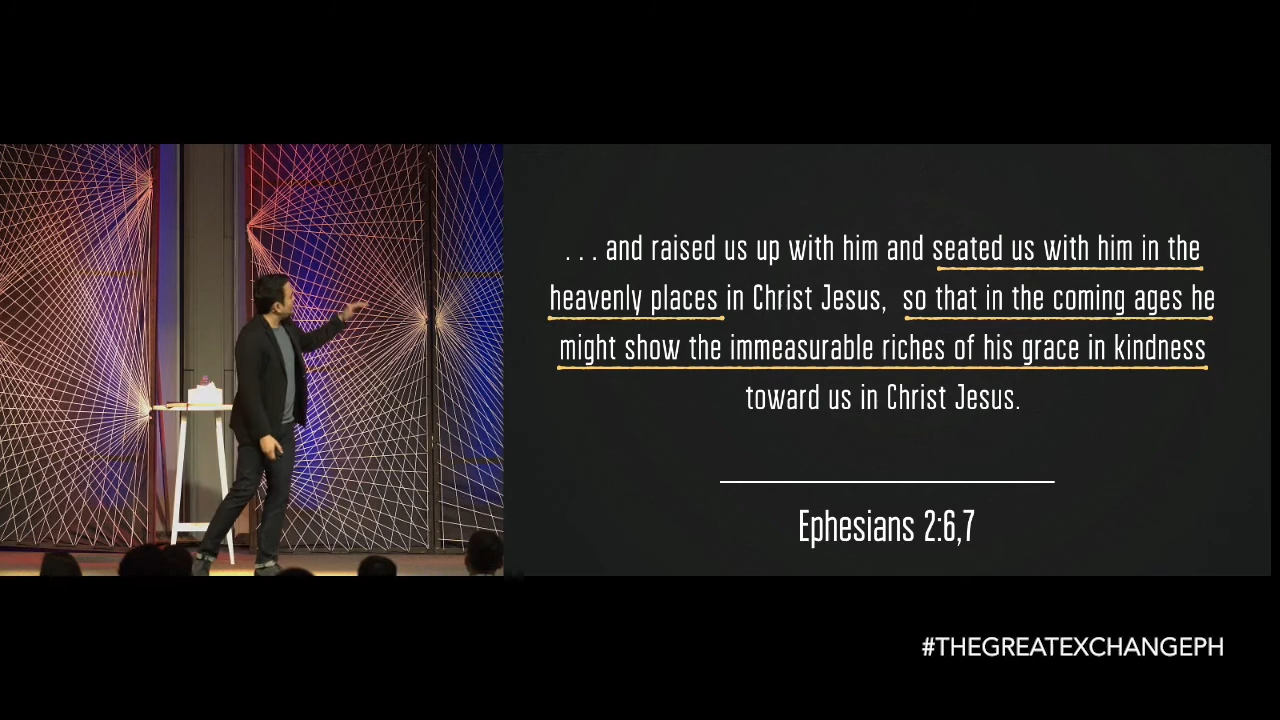 . . . and raised us up with him and seated us with him in the
heavenly places in Christ Jesus, so that in the coming ages he
might show the immeasurable riches of his grace in kindness
toward us in Christ Jesus.
Ephesians 2:6,7
#THEGREATEXCHANGEPH